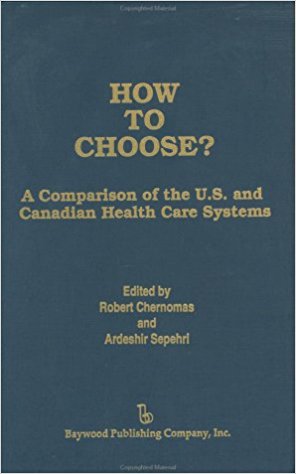 HOW
TO
CHOOSE?
A Comparison of the U.S. and
Canadian Health Care Systems
Edited by
Robert Chernomas
and
Ardeshir Sepehri
Baywood Publishing Company, Inc.